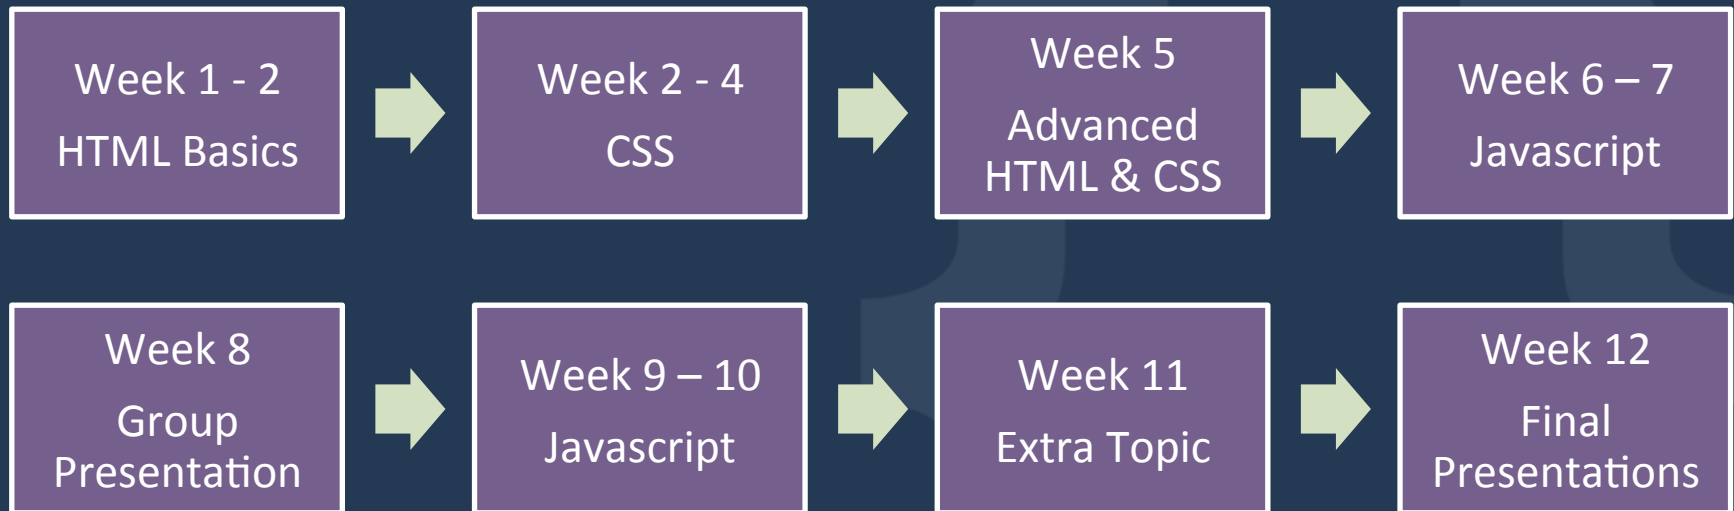 Week 1 - 2
HTML Basics
Week 2 - 4
CSS
Week 5
Advanced
HTML & CSS
Week 6 – 7
Javascript
Week 8
Group
Presentation
Week 9 – 10
Javascript
Week 11
Extra Topic
Week 12
Final
Presentations